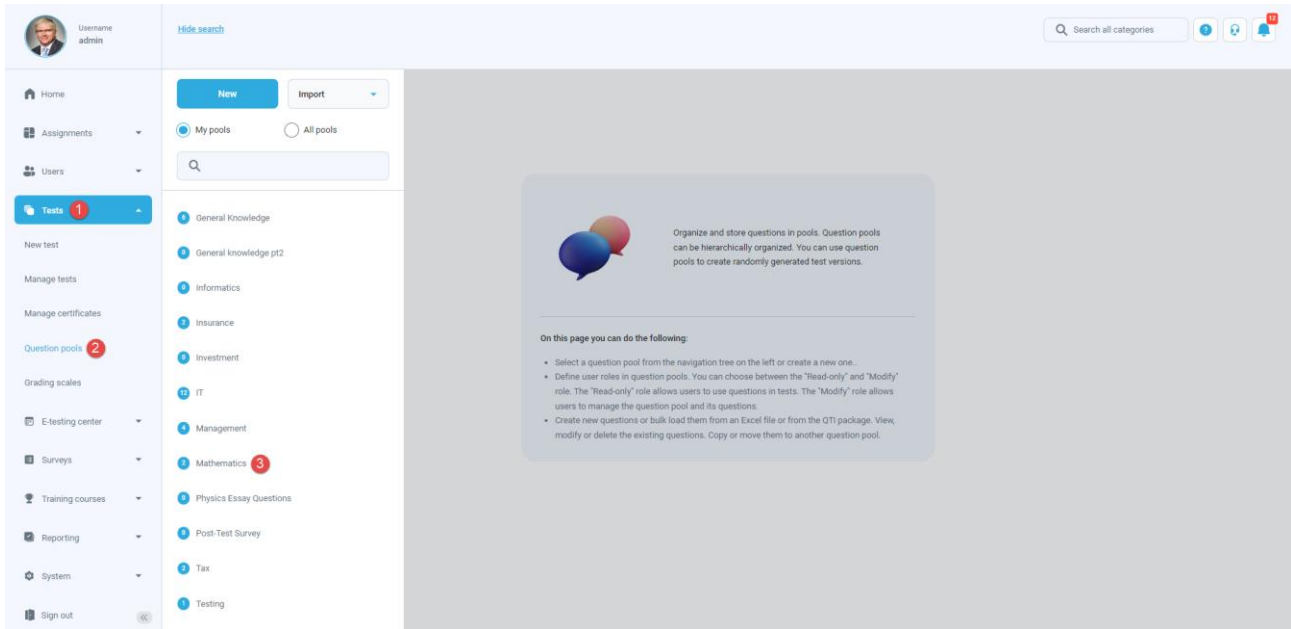 Username
admin
Hide search
Search all categories
12
Home
Assignments
Users
Tests 1
New test
Manage tests
Manage certificates
Question pools 2
Grading scales
E-testing center
Surveys
Training courses
Reporting
System
Sign out
New
Import
My pools
All pools
General Knowledge
General knowledge pt2
Informatics
Insurance
Investment
12 IT
4 Management
2 Mathematics 3
Physics Essay Questions
Post-Test Survey
2 Tax
1 Testing
Organize and store questions in pools. Question pools
can be hierarchically organized. You can use question
pools to create randomly generated test versions.
On this page you can do the following:
• Select a question pool from the navigation tree on the left or create a new one..
• Define user roles in question pools. You can choose between the "Read-only" and "Modify"
role. The "Read-only" role allows users to use questions in tests. The "Modify" role allows
users to manage the question pool and its questions.
• Create new questions or bulk load them from an Excel file or from the QTI package. View,
modify or delete the existing questions. Copy or move them to another question pool.